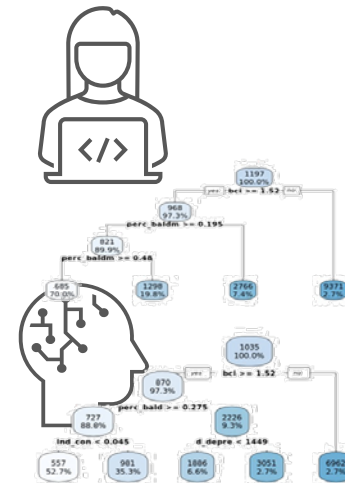 </>
1197
100.0%
yes bci >= 1.52 no
968
97.3%
perc_baldm >= 0.195
821
89.9%
perc_baldm >= 0.48
685 1298 2766 9371
70.0% 19.8% 7.4% 2.7%
1035
100.0%
yes bci >= 1.52 no
870
97.3%
perc_bald >= 0.275
727 2226
88.0% 9.3%
ind_con < 0.045 d_depre < 1449
557 981 1886 3051 6962
52.7% 35.3% 6.6% 2.7% 2.7%